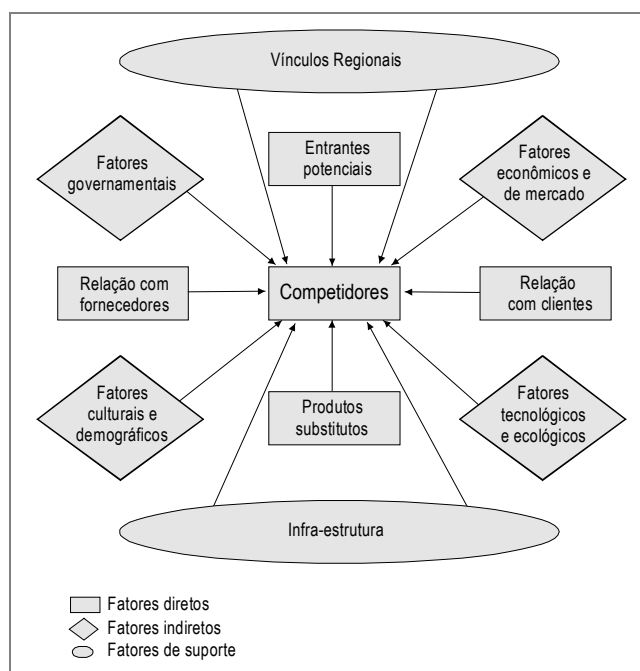 Vínculos Regionais
Fatores
governamentais
Entrantes
potenciais
Fatores
econômicos e
de mercado
Relação com
fornecedores
Competidores
Relação
com clientes
Fatores
culturais e
demográficos
Produtos
substitutos
Fatores
tecnológicos
e ecológicos
Infra-estrutura
Fatores diretos
Fatores indiretos
Fatores de suporte